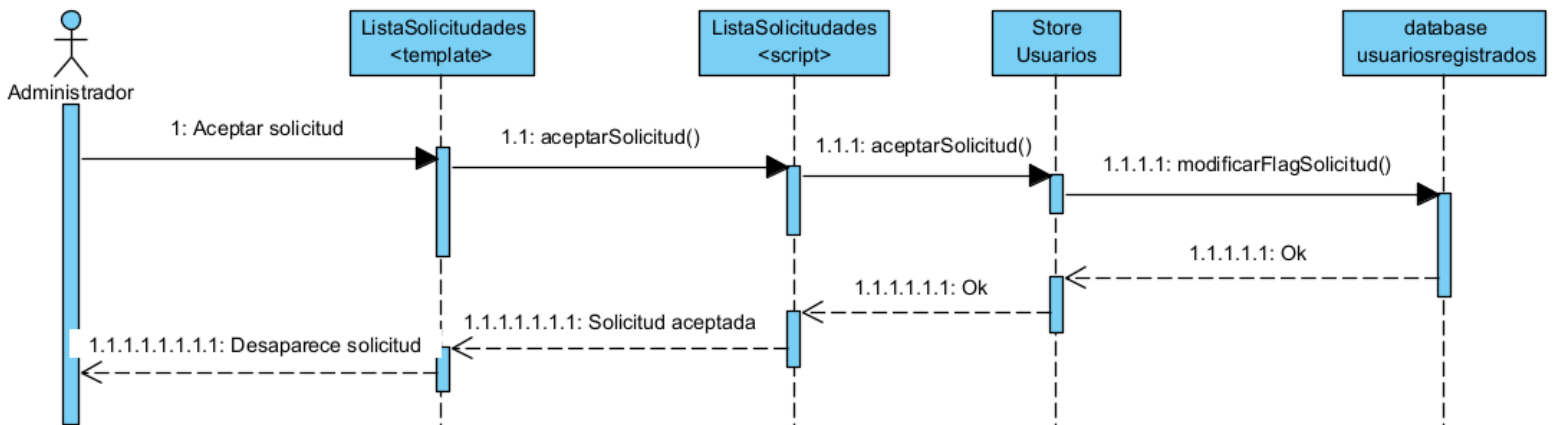 ListaSolicitudades
<template>
ListaSolicitudades
<script>
Store
Usuarios
database
usuariosregistrados
Administrador
1: Aceptar solicitud
1.1: aceptarSolicitud()
1.1.1: aceptarSolicitud()
1.1.1.1: modificarFlagSolicitud()
1.1.1.1.1: Ok
1.1.1.1.1.1: Ok
1.1.1.1.1.1.1: Solicitud aceptada
1.1.1.1.1.1.1.1: Desaparece solicitud